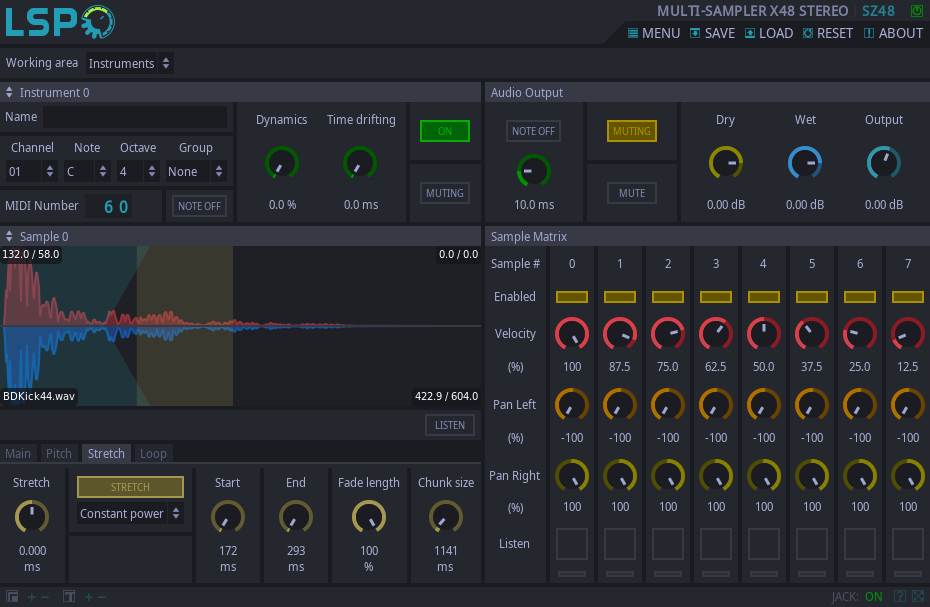 LSP
MULTI-SAMPLER X48 STEREO SZ48
MENU SAVE LOAD RESET ABOUT
Working area Instruments
Instrument 0
Name
Channel Note Octave Group
01 C 4 None
MIDI Number 60 NOTE OFF
Dynamics Time drifting
0.0 % 0.0 ms
ON
MUTING
Audio Output
NOTE OFF
10.0 ms
MUTING
MUTE
Dry Wet Output
0.00 dB 0.00 dB 0.00 dB
Sample 0
132.0 / 58.0 0.0 / 0.0
BDKick44.wav 422.9 / 604.0
LISTEN
Main Pitch Stretch Loop
Stretch
0.000
ms
STRETCH
Constant power
Start End Fade length Chunk size
172 293 100 1141
ms ms % ms
Sample Matrix
Sample # 0 1 2 3 4 5 6 7
Enabled
Velocity
(%) 100 87.5 75.0 62.5 50.0 37.5 25.0 12.5
Pan Left
(%) -100 -100 -100 -100 -100 -100 -100 -100
Pan Right
(%) 100 100 100 100 100 100 100 100
Listen
+ - T + - JACK: ON ?